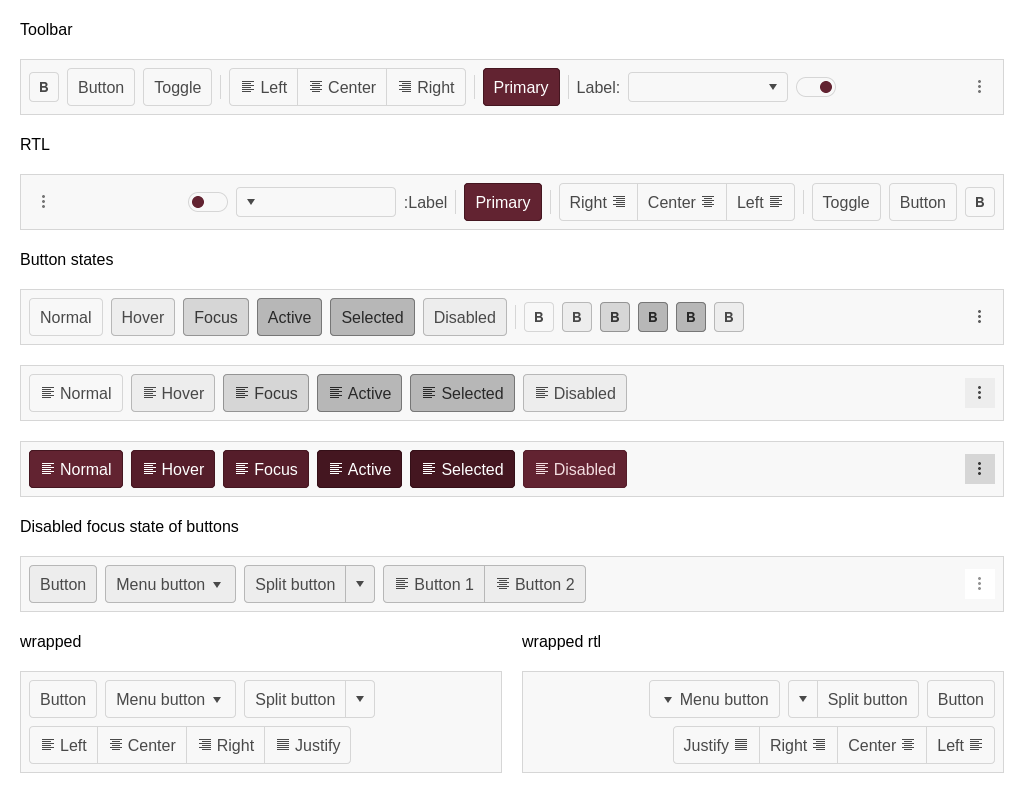 Toolbar
B Button Toggle Left Center Right Primary Label:
RTL
:Label Primary Right Center Left Toggle Button B
Button states
Normal Hover Focus Active Selected Disabled B B B B B B
Normal Hover Focus Active Selected Disabled
Normal Hover Focus Active Selected Disabled
Disabled focus state of buttons
Button Menu button Split button Button 1 Button 2
wrapped
Button Menu button Split button
Left Center Right Justify
wrapped rtl
Menu button Split button Button
Justify Right Center Left